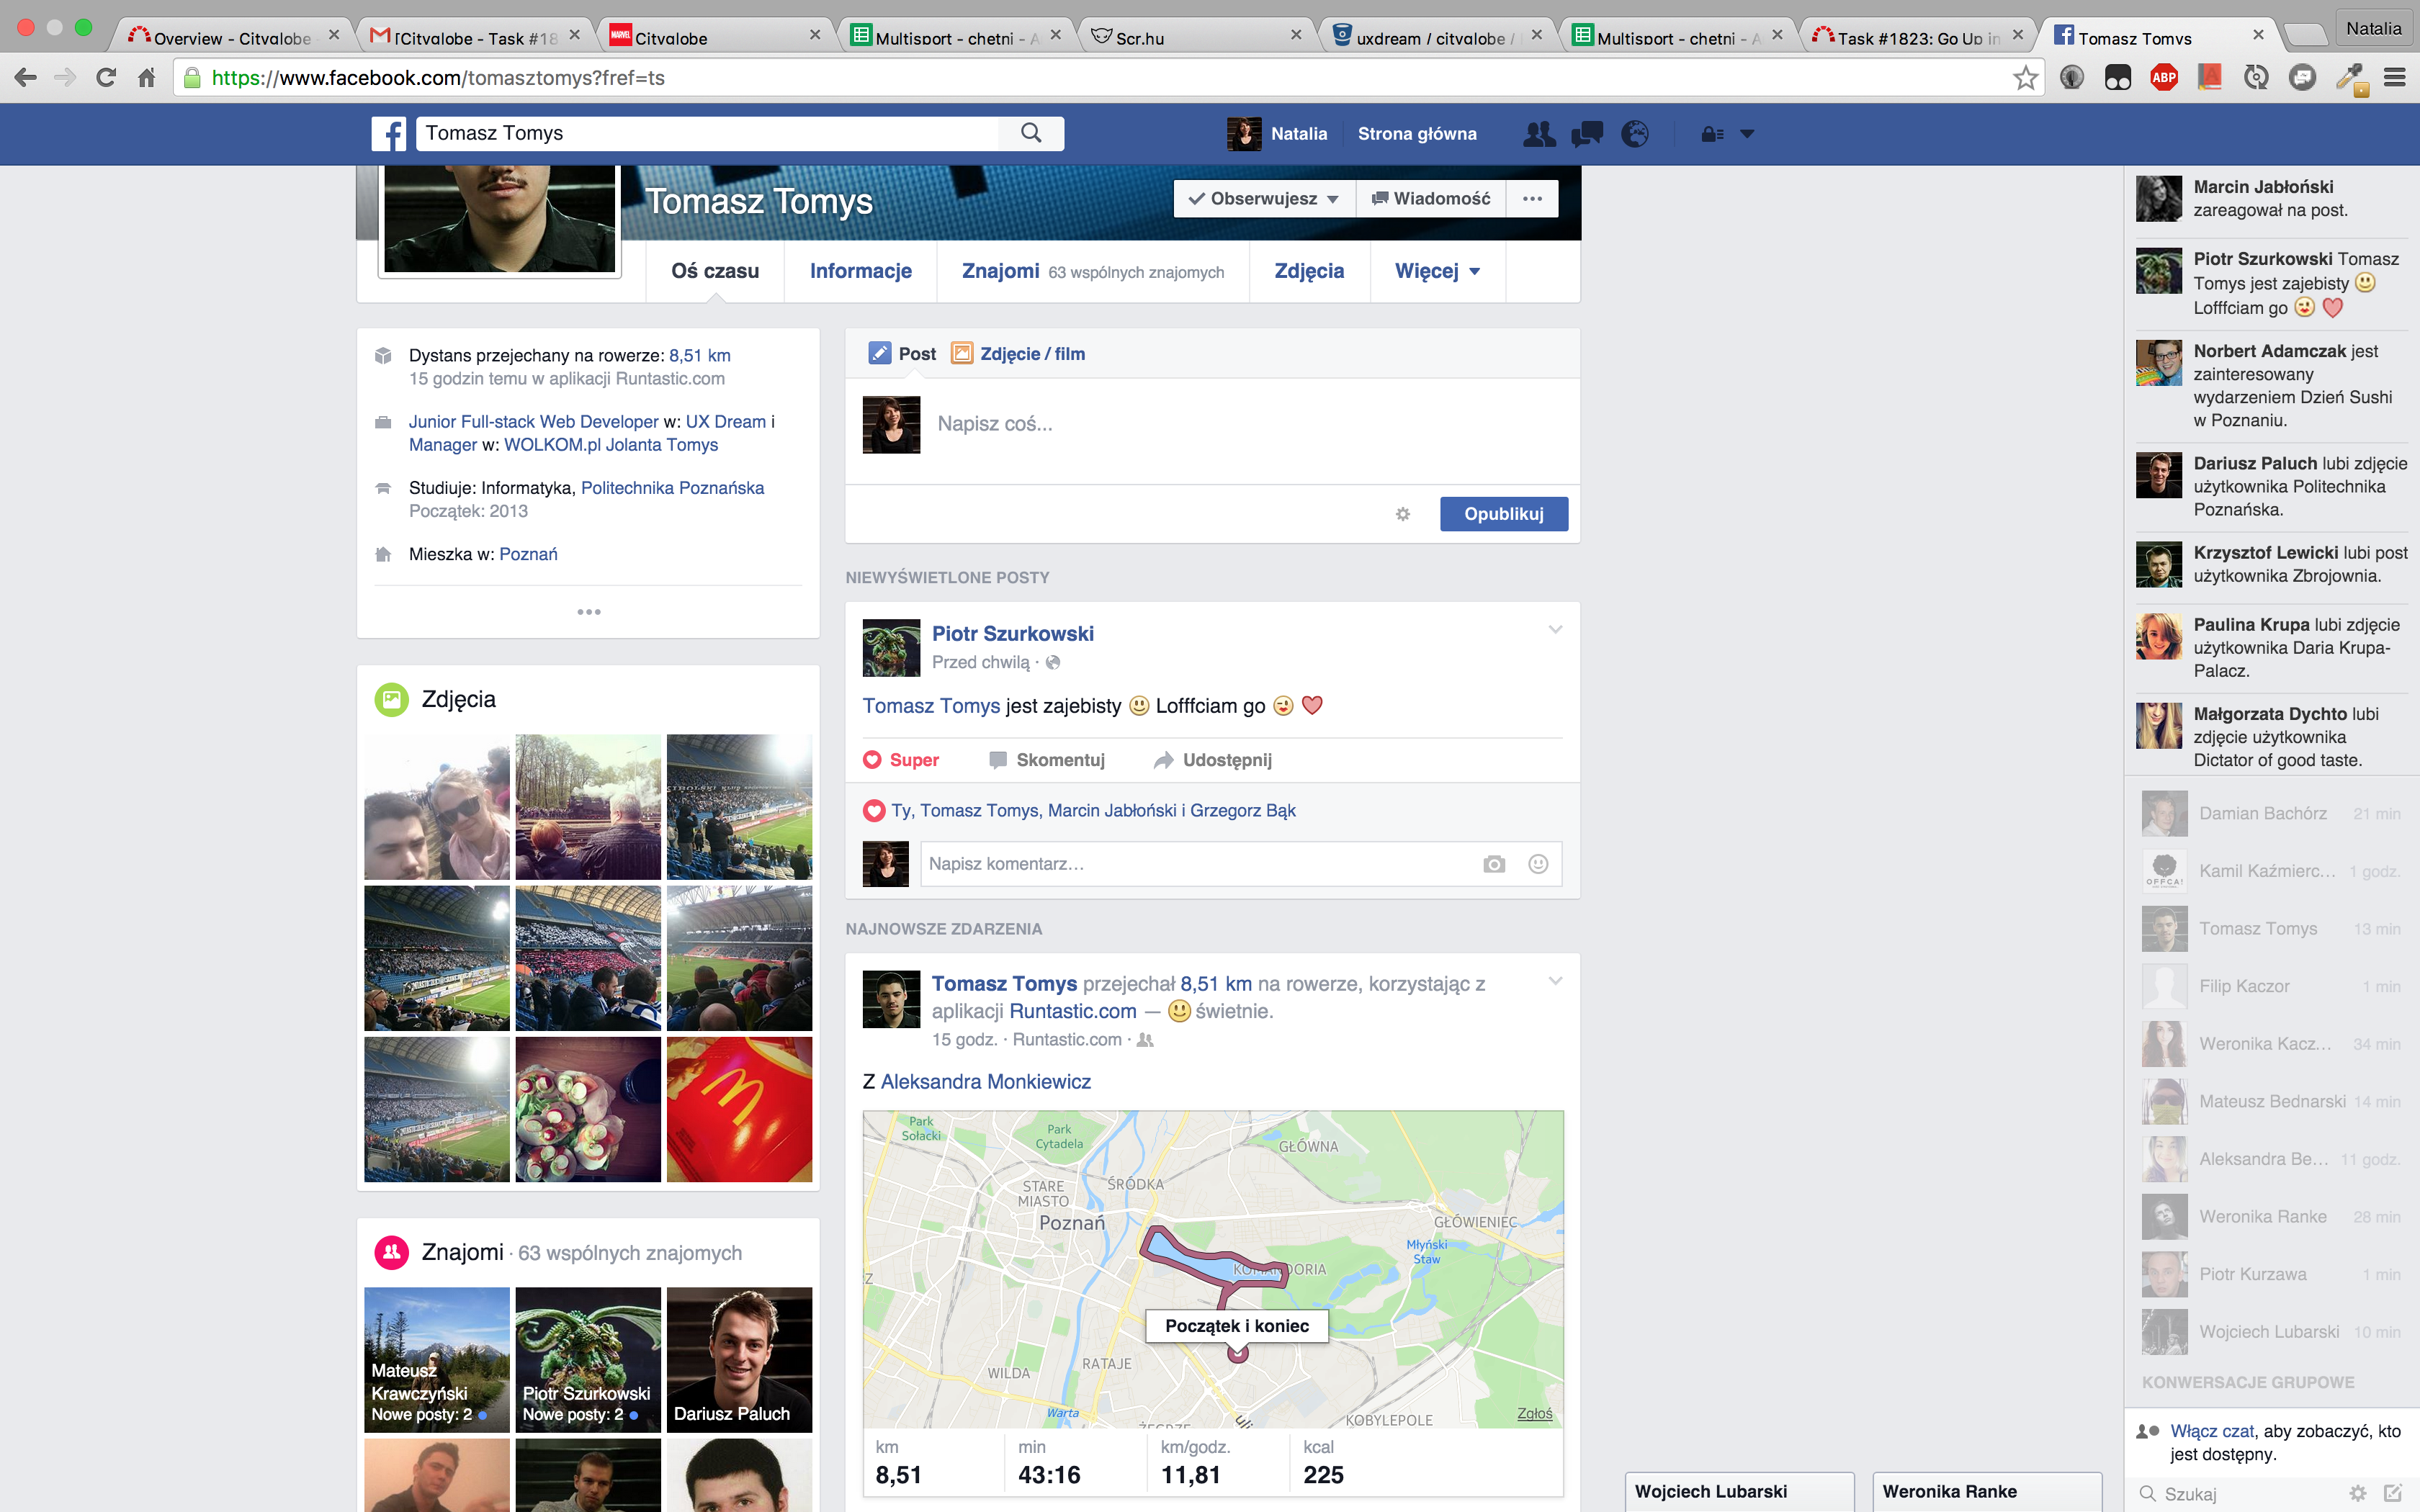 Overview - Cityglobe
[Cityglobe - Task #18
MARVEL
Cityglobe
Multisport - chetni - A
Scr.hu
uxdream / cityglobe /
Multisport - chetni - A
Task #1823: Go Up in
Tomasz Tomys
Natalia
https://www.facebook.com/tomasztomys?fref=ts
ABP
Tomasz Tomys
Natalia
Strona główna
Tomasz Tomys
Obserwujesz
Wiadomość
Oś czasu
Informacje
Znajomi 63 wspólnych znajomych
Zdjęcia
Więcej
Dystans przejechany na rowerze: 8,51 km
15 godzin temu w aplikacji Runtastic.com
Junior Full-stack Web Developer w: UX Dream i
Manager w: WOLKOM.pl Jolanta Tomys
Studiuje: Informatyka, Politechnika Poznańska
Początek: 2013
Mieszka w: Poznań
Zdjęcia
Znajomi · 63 wspólnych znajomych
Mateusz
Krawczyński
Nowe posty: 2
Piotr Szurkowski
Nowe posty: 2
Dariusz Paluch
Post
Zdjęcie / film
Napisz coś...
Opublikuj
NIEWYŚWIETLONE POSTY
Piotr Szurkowski
Przed chwilą ·
Tomasz Tomys jest zajebisty 🙂 Lofffciam go 😘 ❤
Super
Skomentuj
Udostępnij
Ty, Tomasz Tomys, Marcin Jabłoński i Grzegorz Bąk
Napisz komentarz...
NAJNOWSZE ZDARZENIA
Tomasz Tomys przejechał 8,51 km na rowerze, korzystając z
aplikacji Runtastic.com — 🙂 świetnie.
15 godz. · Runtastic.com ·
Z Aleksandra Monkiewicz
Park
Sołacki
Park
Cytadela
GŁÓWNA
ŚRÓDKA
STARE
MIASTO
Poznań
GŁÓWIENIEC
Młyński
Staw
KOMANDORIA
Początek i koniec
RATAJE
WILDA
Warta
ŻEGRZE
ul
KOBYLEPOLE
Zgłoś
km
8,51
min
43:16
km/godz.
11,81
kcal
225
Marcin Jabłoński
zareagował na post.
Piotr Szurkowski Tomasz
Tomys jest zajebisty 🙂
Lofffciam go 😘 ❤
Norbert Adamczak jest
zainteresowany
wydarzeniem Dzień Sushi
w Poznaniu.
Dariusz Paluch lubi zdjęcie
użytkownika Politechnika
Poznańska.
Krzysztof Lewicki lubi post
użytkownika Zbrojownia.
Paulina Krupa lubi zdjęcie
użytkownika Daria Krupa-
Palacz.
Małgorzata Dychto lubi
zdjęcie użytkownika
Dictator of good taste.
Damian Bachórz 21 min
OFFCA!
Kamil Kaźmierc... 1 godz.
Tomasz Tomys 13 min
Filip Kaczor 1 min
Weronika Kacz... 34 min
Mateusz Bednarski 14 min
Aleksandra Be... 11 godz.
Weronika Ranke 28 min
Piotr Kurzawa 1 min
Wojciech Lubarski 10 min
KONWERSACJE GRUPOWE
Włącz czat, aby zobaczyć, kto
jest dostępny.
Szukaj
Wojciech Lubarski
Weronika Ranke